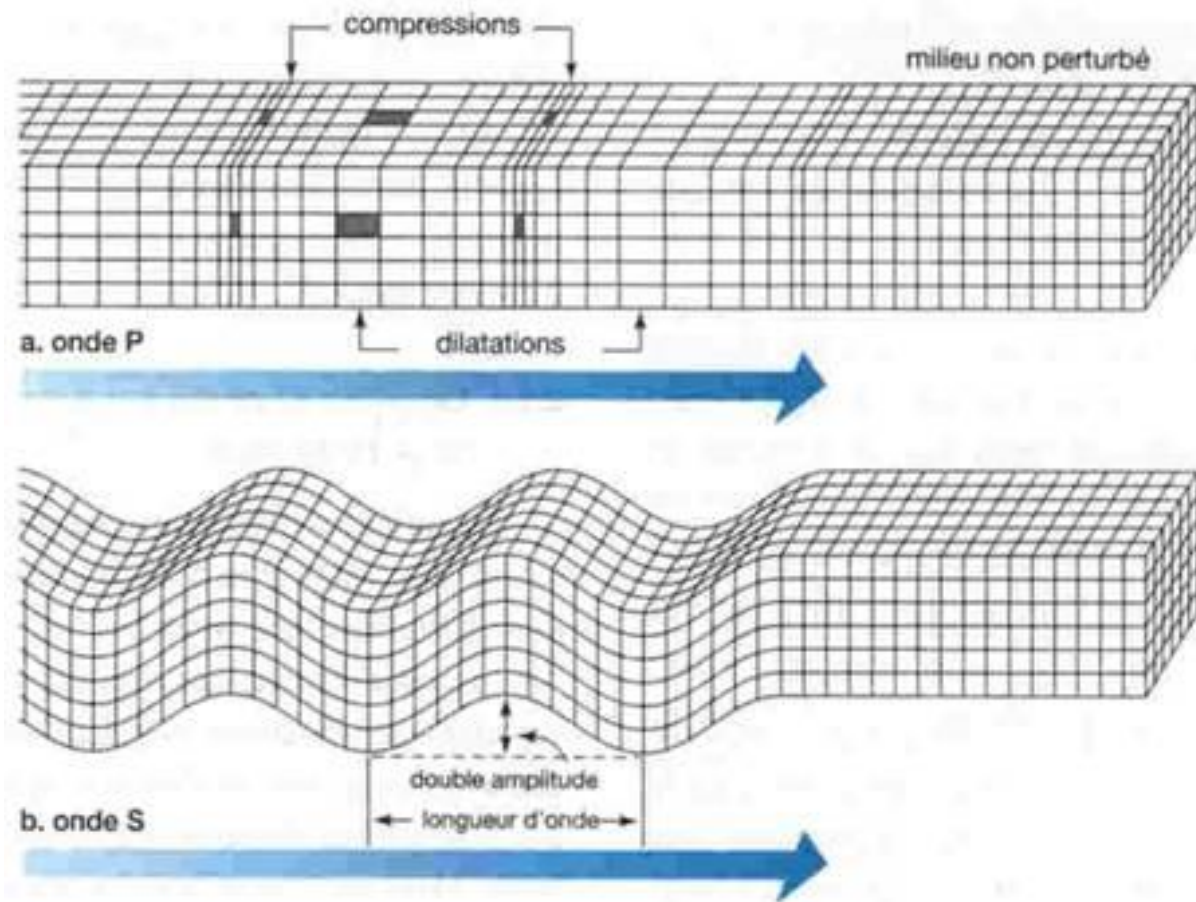 compressions
milieu non perturbé
a. onde P
dilatations
double amplitude
longueur d'onde
b. onde S